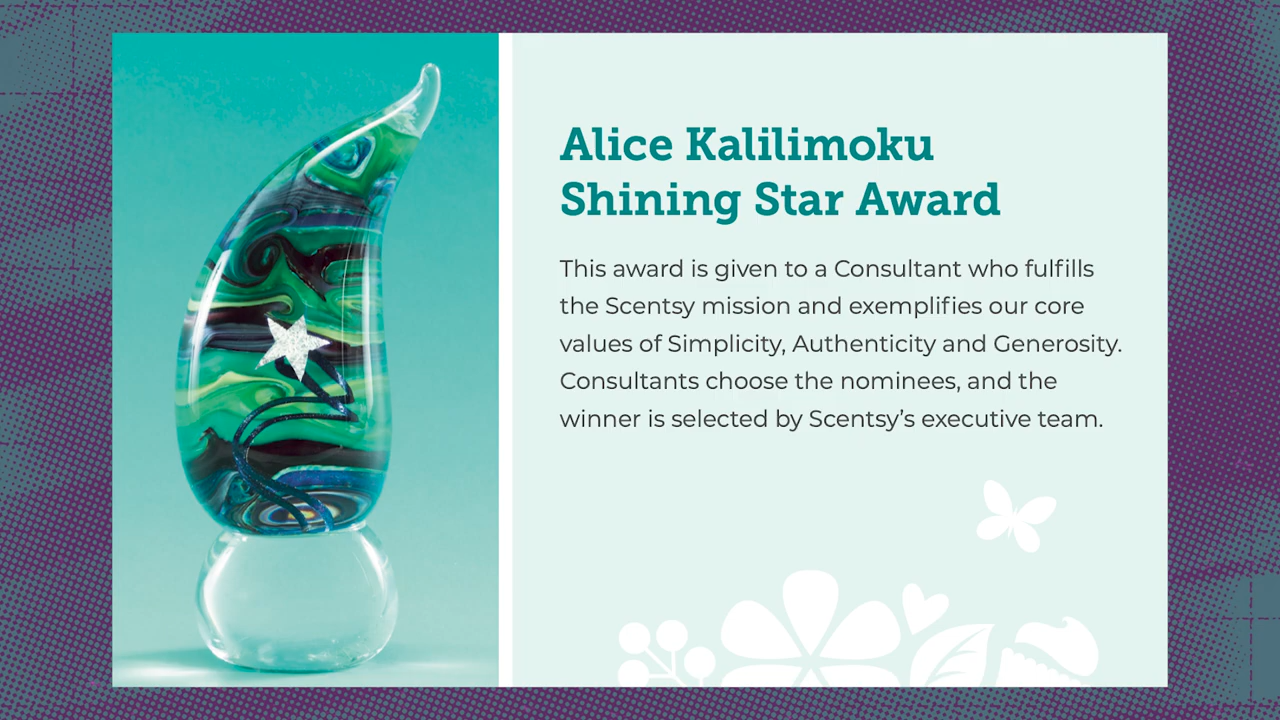 Alice Kalilimoku
Shining Star Award
This award is given to a Consultant who fulfills
the Scentsy mission and exemplifies our core
values of Simplicity, Authenticity and Generosity.
Consultants choose the nominees, and the
winner is selected by Scentsy’s executive team.